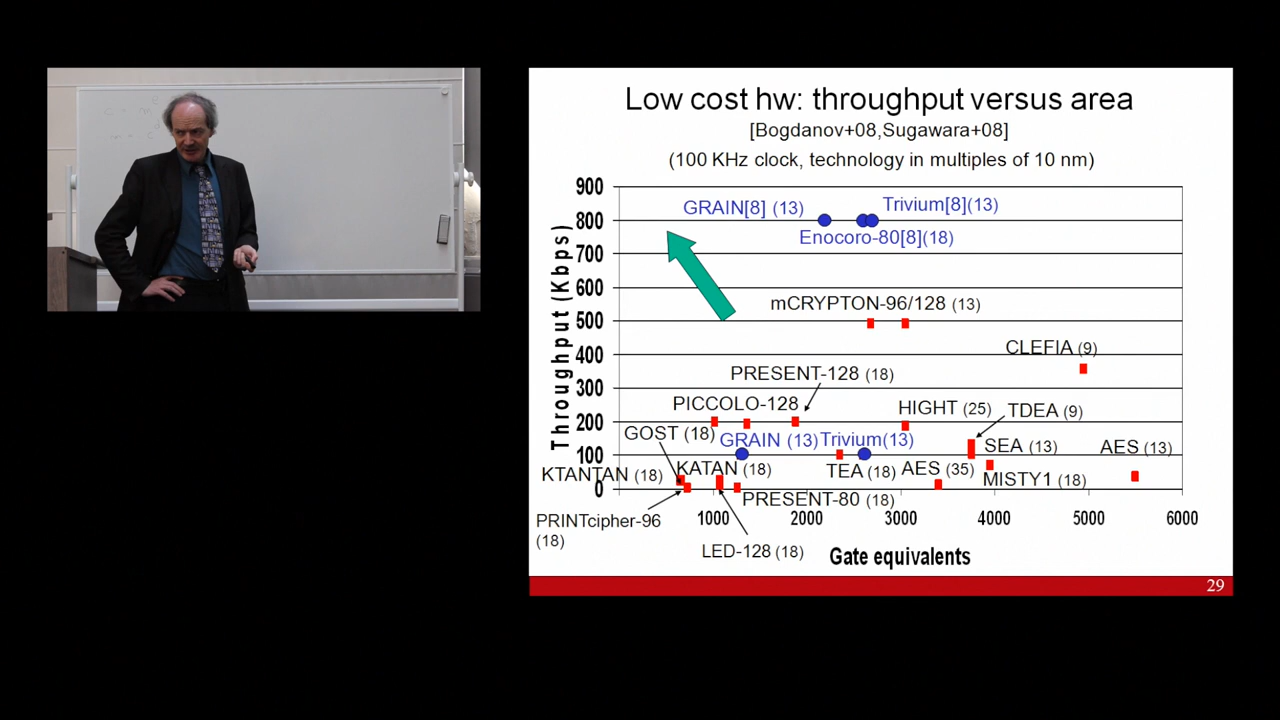 Low cost hw: throughput versus area
[Bogdanov+08,Sugawara+08]
(100 KHz clock, technology in multiples of 10 nm)
Throughput (Kbps)
900
800
700
600
500
400
300
200
100
0
GRAIN[8] (13)
Trivium[8](13)
Enocoro-80[8](18)
mCRYPTON-96/128 (13)
CLEFIA (9)
PRESENT-128 (18)
PICCOLO-128
HIGHT (25)
TDEA (9)
GOST (18)
GRAIN (13)
Trivium(13)
SEA (13)
AES (13)
KTANTAN (18)
KATAN (18)
TEA (18)
AES (35)
MISTY1 (18)
PRESENT-80 (18)
PRINTcipher-96
(18)
LED-128 (18)
1000
2000
3000
4000
5000
6000
Gate equivalents
29